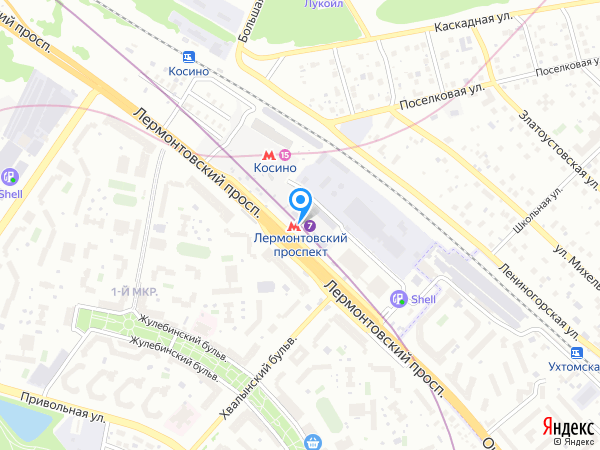 Лукойл
Большая
Каскадная ул.
просп.
Косино
Поселковая у
Поселковая ул.
Златоустовская ул.
Лермонтовский просп.
15
Косино
Shell
Школьная ул.
7
Лермонтовский
проспект
ул. Михель
1-Й МКР.
Shell
Лениногорская ул.
Лермонтовский просп.
Жулебинский бульв.
Жулебинский бульв.
Хвалынский бульв.
Ухтомска
Привольная ул.
О
Яндекс
© Яндекс